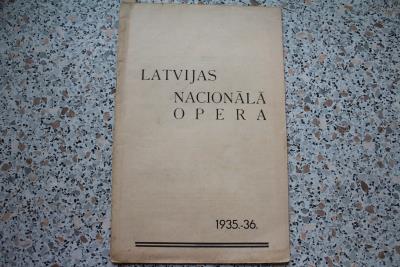 LATVIJAS
NACIONĀLĀ
OPERA
1935.-36.